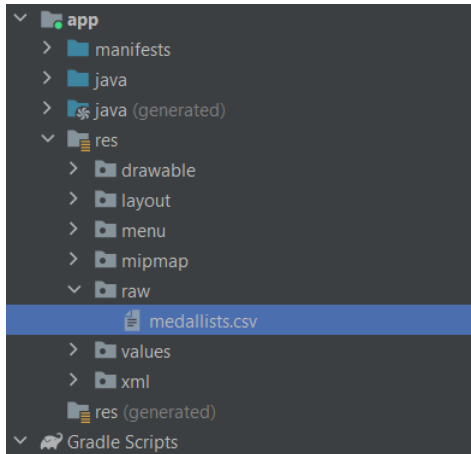 app
manifests
java
java (generated)
res
drawable
layout
menu
mipmap
raw
medallists.csv
values
xml
res (generated)
Gradle Scripts